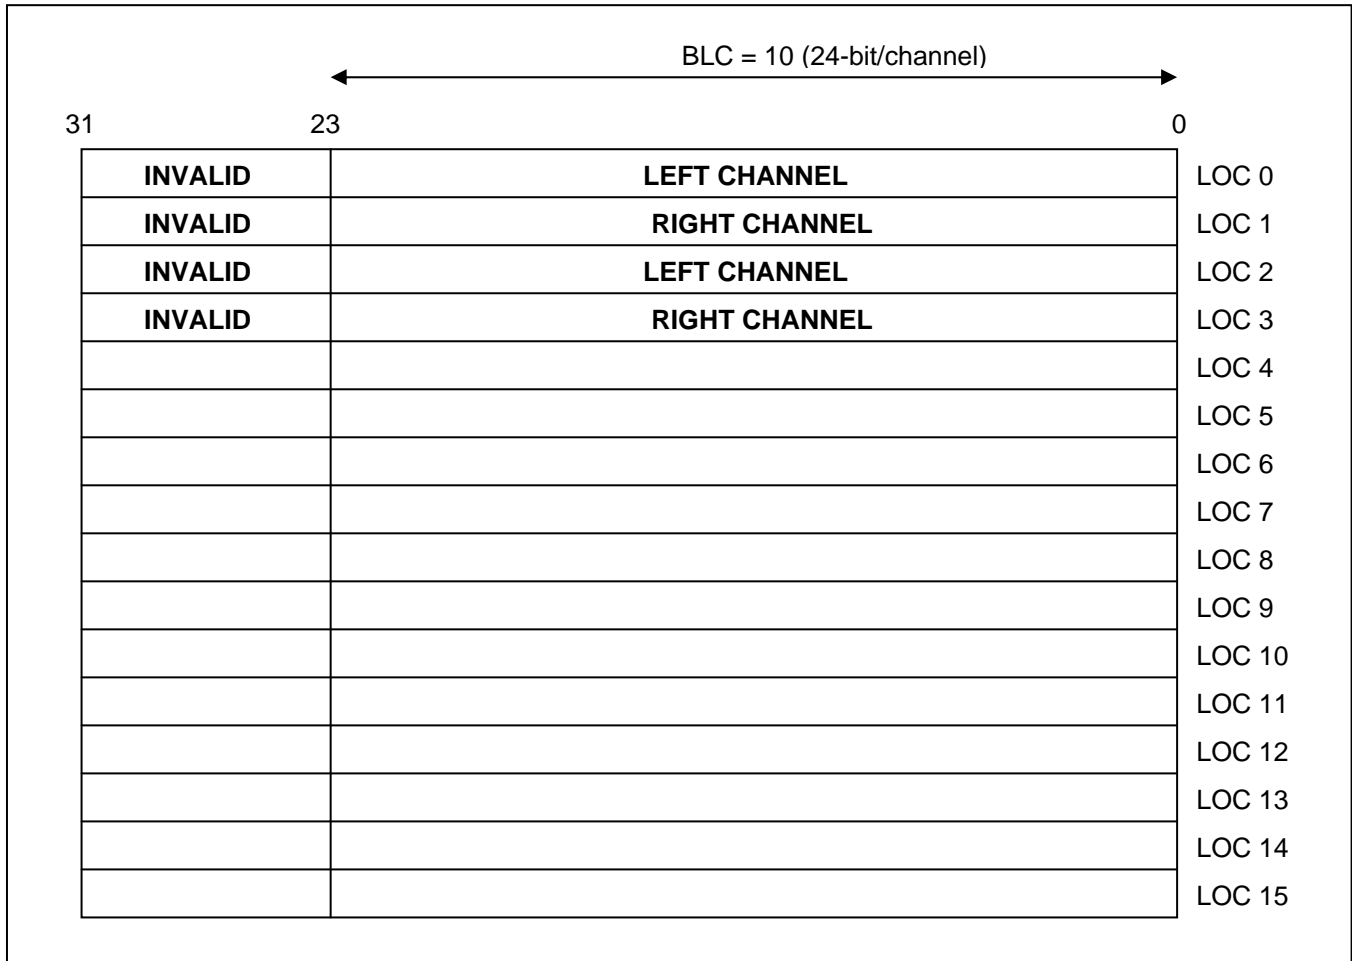 BLC = 10 (24-bit/channel)
31 23 0
INVALID LEFT CHANNEL LOC 0
INVALID RIGHT CHANNEL LOC 1
INVALID LEFT CHANNEL LOC 2
INVALID RIGHT CHANNEL LOC 3
LOC 4
LOC 5
LOC 6
LOC 7
LOC 8
LOC 9
LOC 10
LOC 11
LOC 12
LOC 13
LOC 14
LOC 15